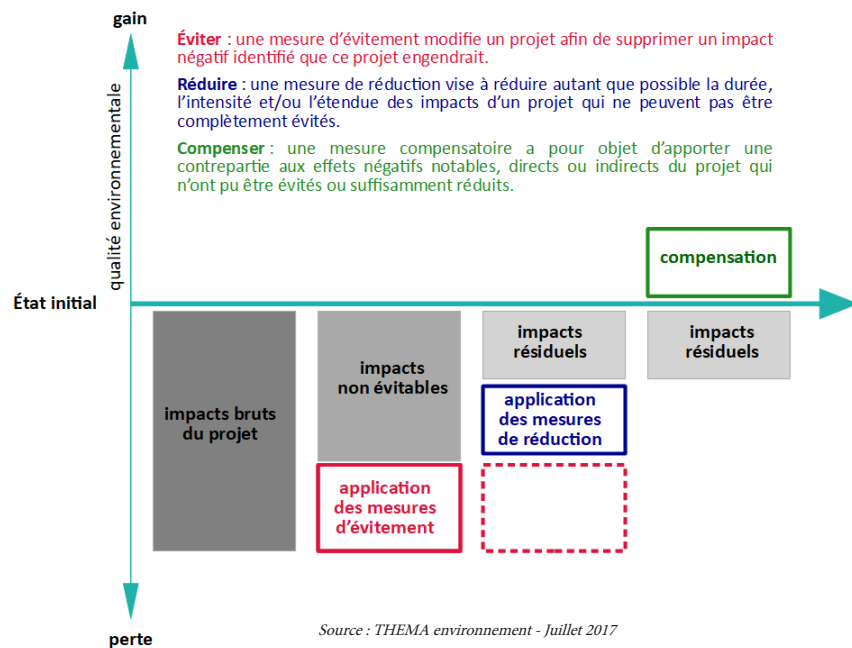 gain
Éviter : une mesure d'évitement modifie un projet afin de supprimer un impact
négatif identifié que ce projet engendrait.
Réduire : une mesure de réduction vise à réduire autant que possible la durée,
l'intensité et/ou l'étendue des impacts d'un projet qui ne peuvent pas être
complètement évités.
Compenser : une mesure compensatoire a pour objet d'apporter une
contrepartie aux effets négatifs notables, directs ou indirects du projet qui
n'ont pu être évités ou suffisamment réduits.
qualité environnementale
compensation
État initial
impacts bruts
du projet
impacts
non évitables
application
des mesures
d'évitement
impacts
résiduels
application
des mesures
de réduction
impacts
résiduels
perte
Source : THEMA environnement - Juillet 2017